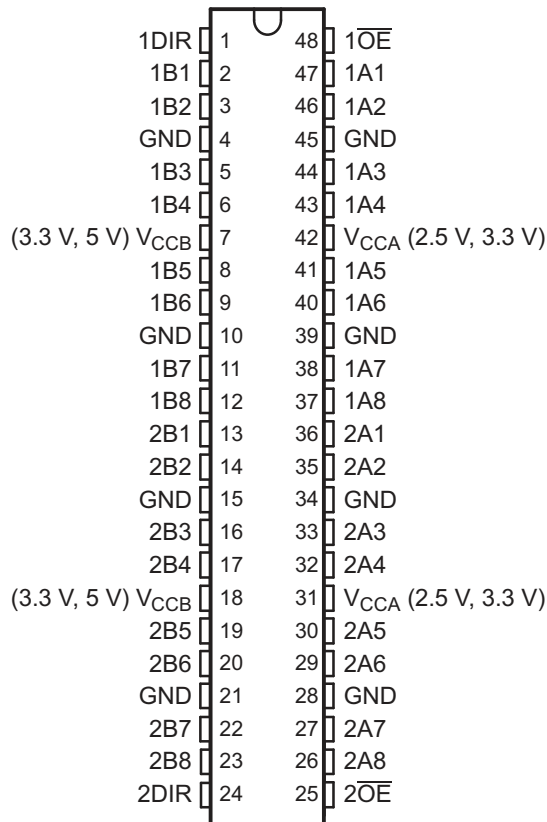 1DIR 1 48 1O̅E̅
1B1 2 47 1A1
1B2 3 46 1A2
GND 4 45 GND
1B3 5 44 1A3
1B4 6 43 1A4
(3.3 V, 5 V) VCCB 7 42 VCCA (2.5 V, 3.3 V)
1B5 8 41 1A5
1B6 9 40 1A6
GND 10 39 GND
1B7 11 38 1A7
1B8 12 37 1A8
2B1 13 36 2A1
2B2 14 35 2A2
GND 15 34 GND
2B3 16 33 2A3
2B4 17 32 2A4
(3.3 V, 5 V) VCCB 18 31 VCCA (2.5 V, 3.3 V)
2B5 19 30 2A5
2B6 20 29 2A6
GND 21 28 GND
2B7 22 27 2A7
2B8 23 26 2A8
2DIR 24 25 2O̅E̅